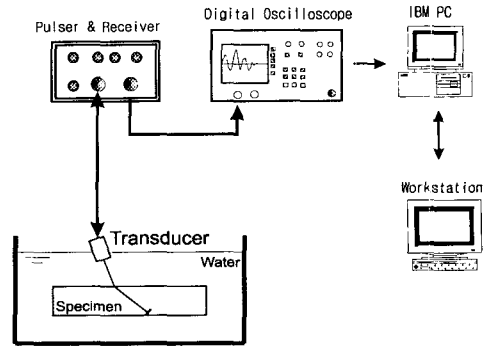 Digital Oscilloscope
IBM PC
Pulser & Receiver
Workstation
Transducer
Water
Specimen